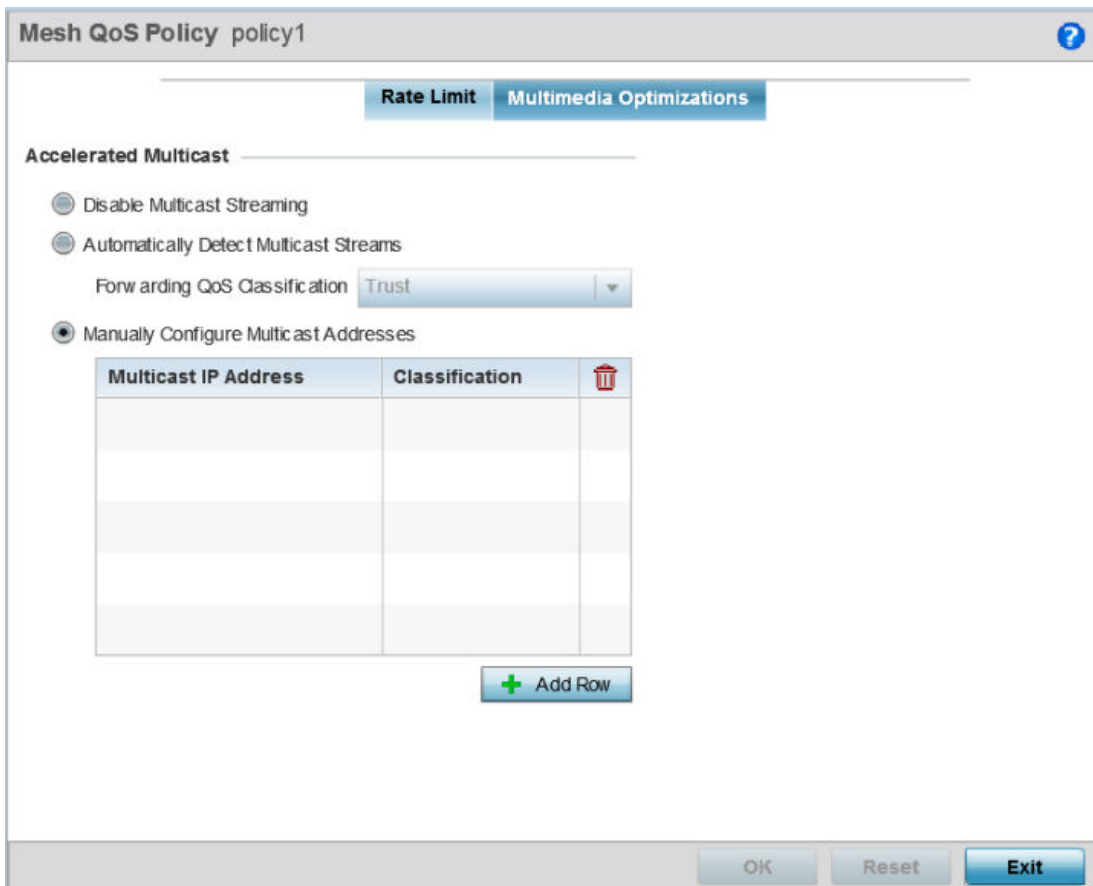 Mesh QoS Policy policy1
Rate Limit Multimedia Optimizations
Accelerated Multicast
Disable Multicast Streaming
Automatically Detect Multicast Streams
Forwarding QoS Classification Trust
Manually Configure Multicast Addresses
Multicast IP Address Classification
Add Row
OK Reset Exit